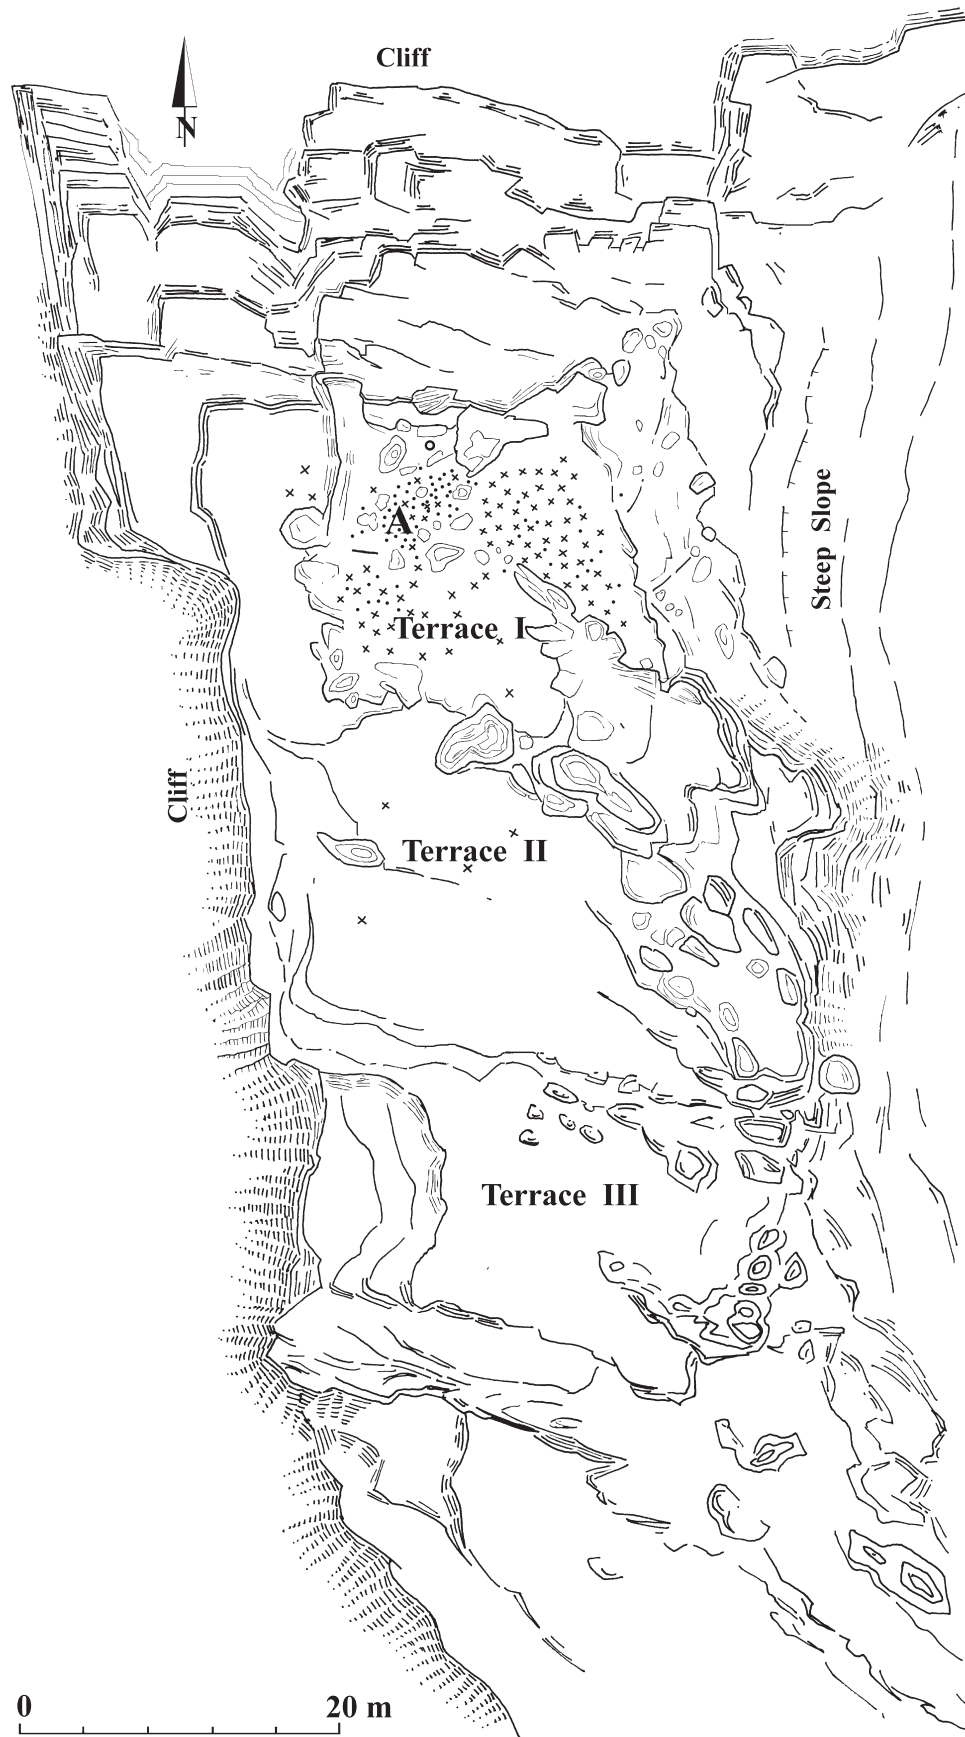 Cliff
N
A
Steep Slope
Terrace I
Cliff
Terrace II
Terrace III
0 20 m